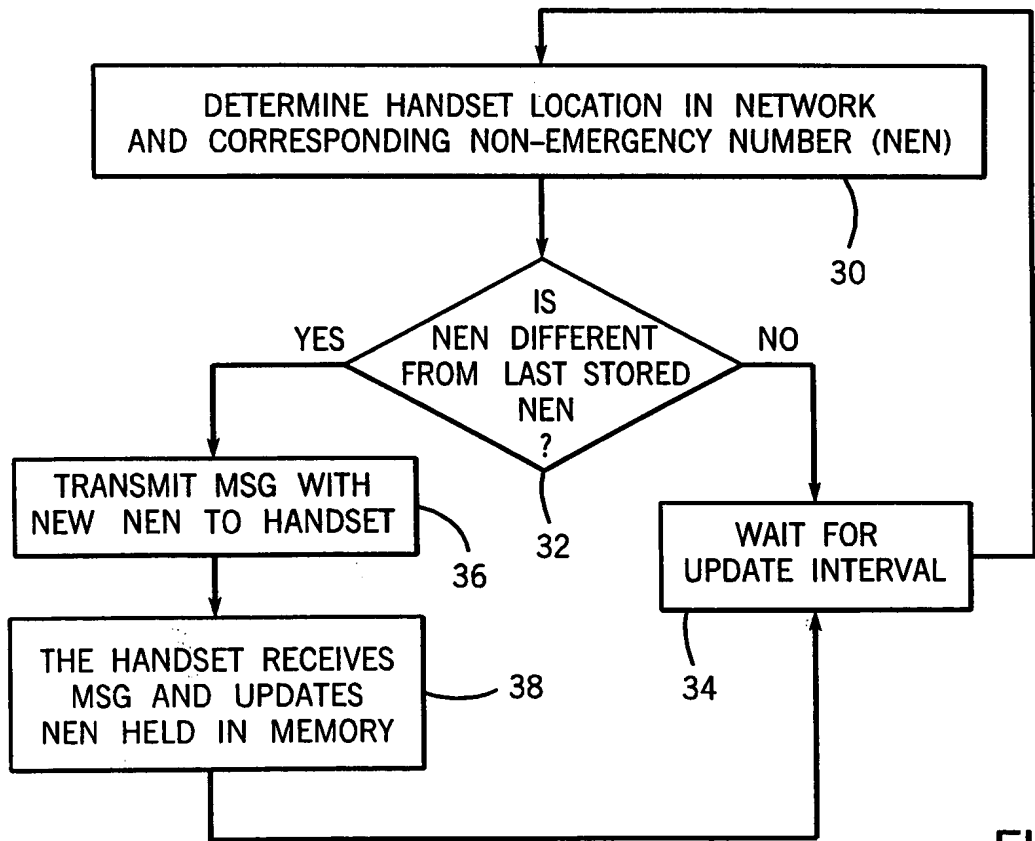 DETERMINE HANDSET LOCATION IN NETWORK
AND CORRESPONDING NON-EMERGENCY NUMBER (NEN)
30
IS
NEN DIFFERENT
FROM LAST STORED
NEN
?
YES
NO
32
TRANSMIT MSG WITH
NEW NEN TO HANDSET
36
WAIT FOR
UPDATE INTERVAL
34
THE HANDSET RECEIVES
MSG AND UPDATES
NEN HELD IN MEMORY
38